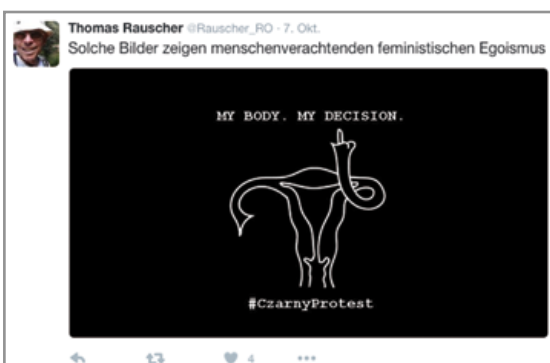 Thomas Rauscher @Rauscher_RO · 7. Okt.
Solche Bilder zeigen menschenverachtenden feministischen Egoismus
MY BODY. MY DECISION.
#CzarnyProtest
4